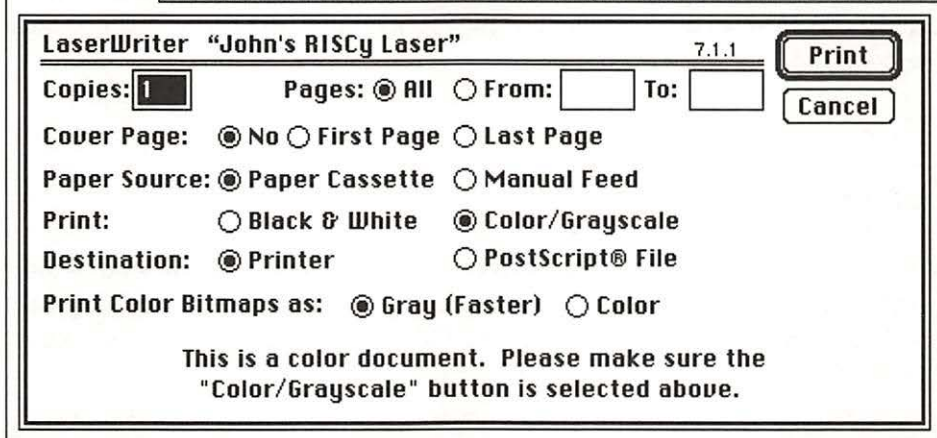 LaserWriter "John's RISCy Laser" 7.1.1 Print
Copies: 1 Pages: All From: To:
Cancel
Cover Page: No First Page Last Page
Paper Source: Paper Cassette Manual Feed
Print: Black & White Color/Grayscale
Destination: Printer PostScript® File
Print Color Bitmaps as: Gray (Faster) Color
This is a color document. Please make sure the
"Color/Grayscale" button is selected above.